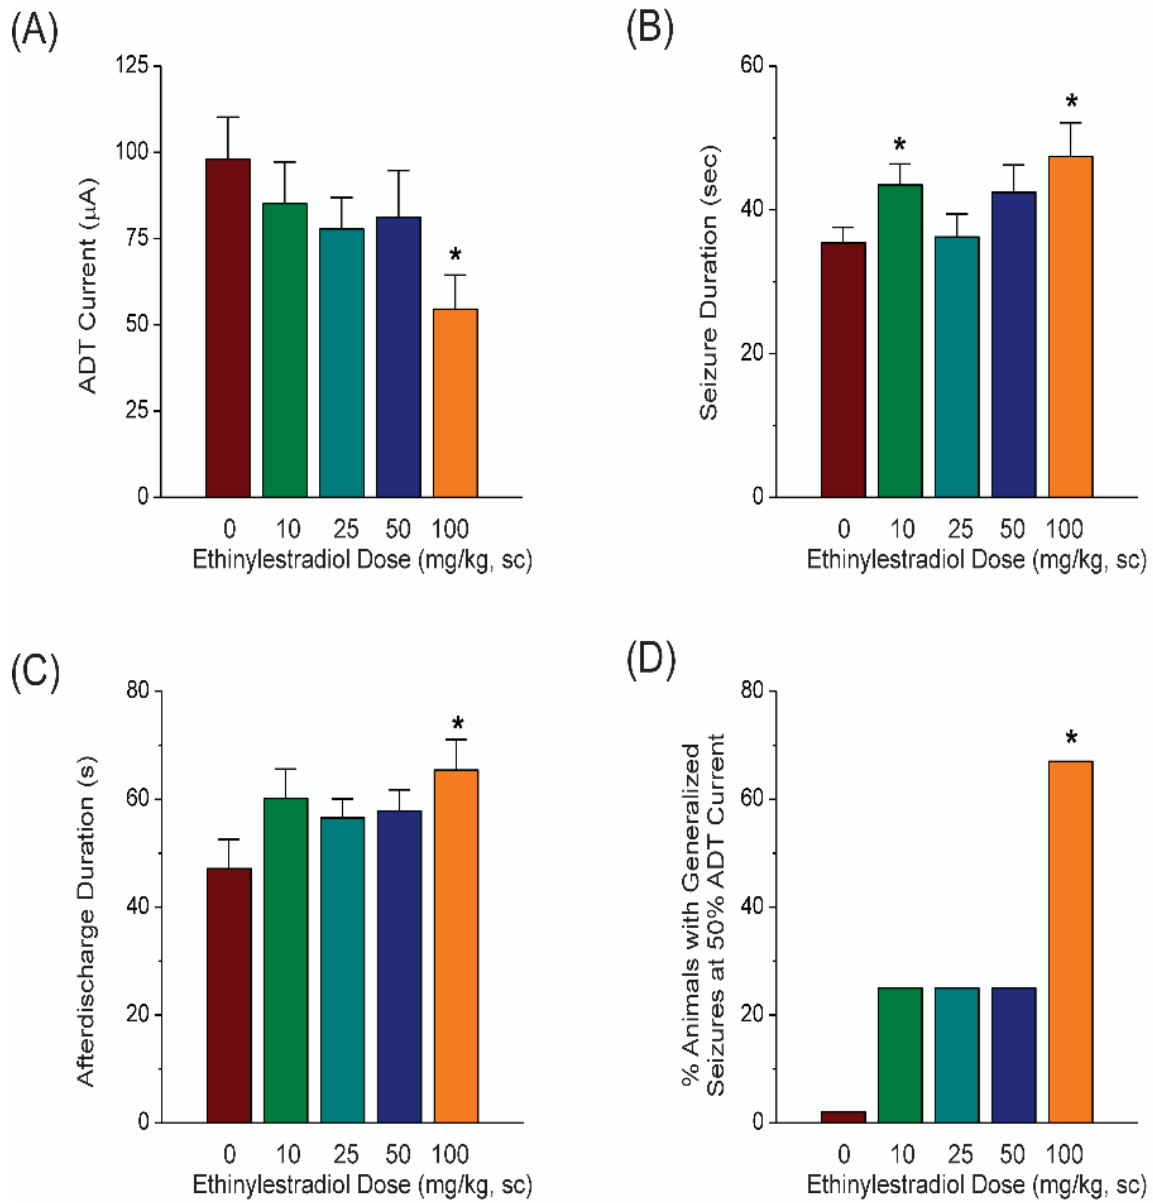 (A)
125
100
75
50
25
0
ADT Current (μA)
*
0 10 25 50 100
Ethinylestradiol Dose (mg/kg, sc)
(B)
60
40
20
0
Seizure Duration (sec)
*
*
0 10 25 50 100
Ethinylestradiol Dose (mg/kg, sc)
(C)
80
60
40
20
0
Afterdischarge Duration (s)
*
0 10 25 50 100
Ethinylestradiol Dose (mg/kg, sc)
(D)
80
60
40
20
0
% Animals with Generalized
Seizures at 50% ADT Current
*
0 10 25 50 100
Ethinylestradiol Dose (mg/kg, sc)